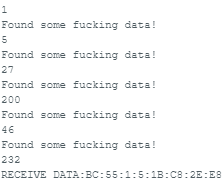 1
Found some fucking data!
5
Found some fucking data!
27
Found some fucking data!
200
Found some fucking data!
46
Found some fucking data!
232
RECEIVE DATA:BC:55:1:5:1B:C8:2E:E8